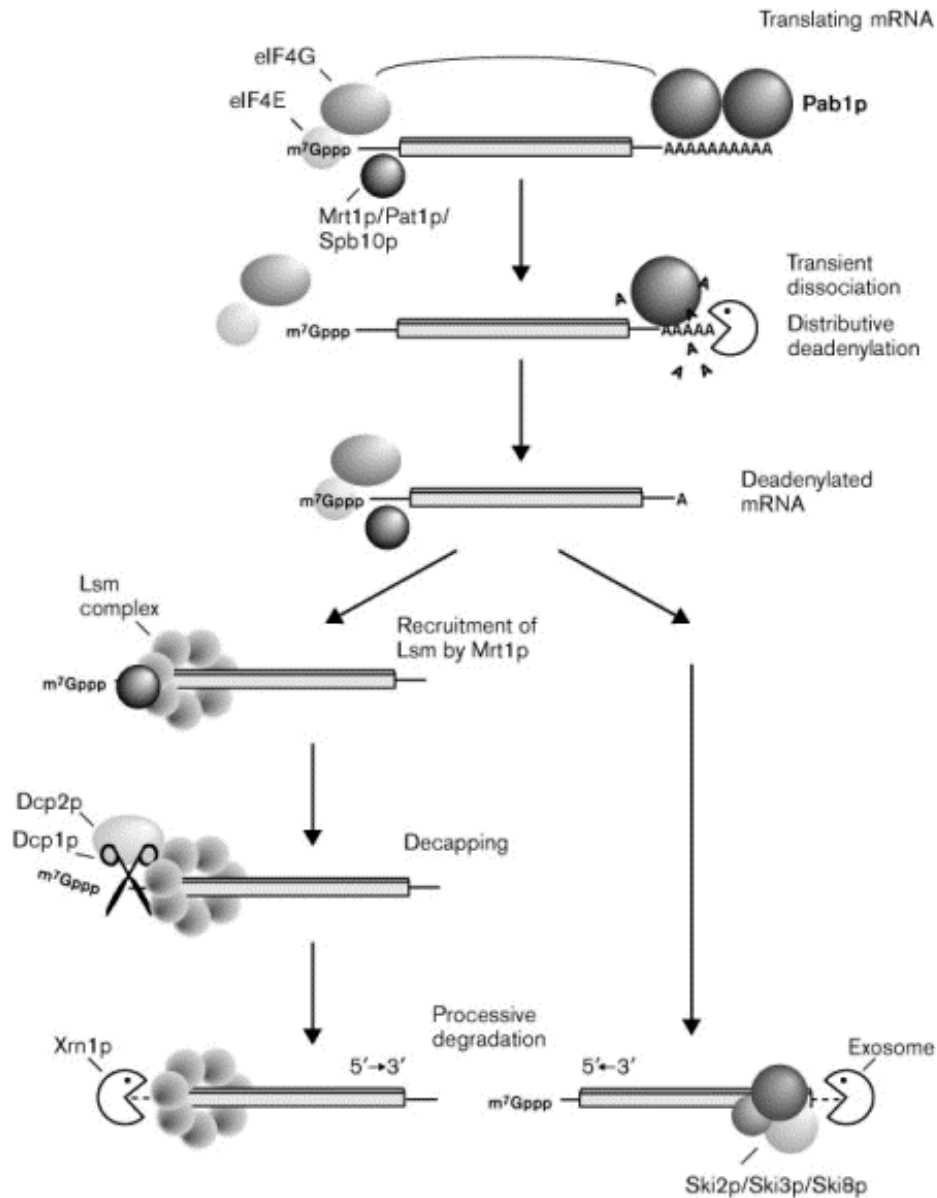 Translating mRNA
eIF4G
eIF4E
Pab1p
m⁷Gppp
AAAAAAAAAA
Mrt1p/Pat1p/
Spb10p
Transient
dissociation
A
A
A
m⁷Gppp
AAAAA
Distributive
deadenylation
A
A
A
m⁷Gppp
A
Deadenylated
mRNA
Lsm
complex
Recruitment of
Lsm by Mrt1p
m⁷Gppp
Dcp2p
Dcp1p
Decapping
m⁷Gppp
Processive
degradation
Xrn1p
5′→3′
5′←3′
Exosome
m⁷Gppp
Ski2p/Ski3p/Ski8p